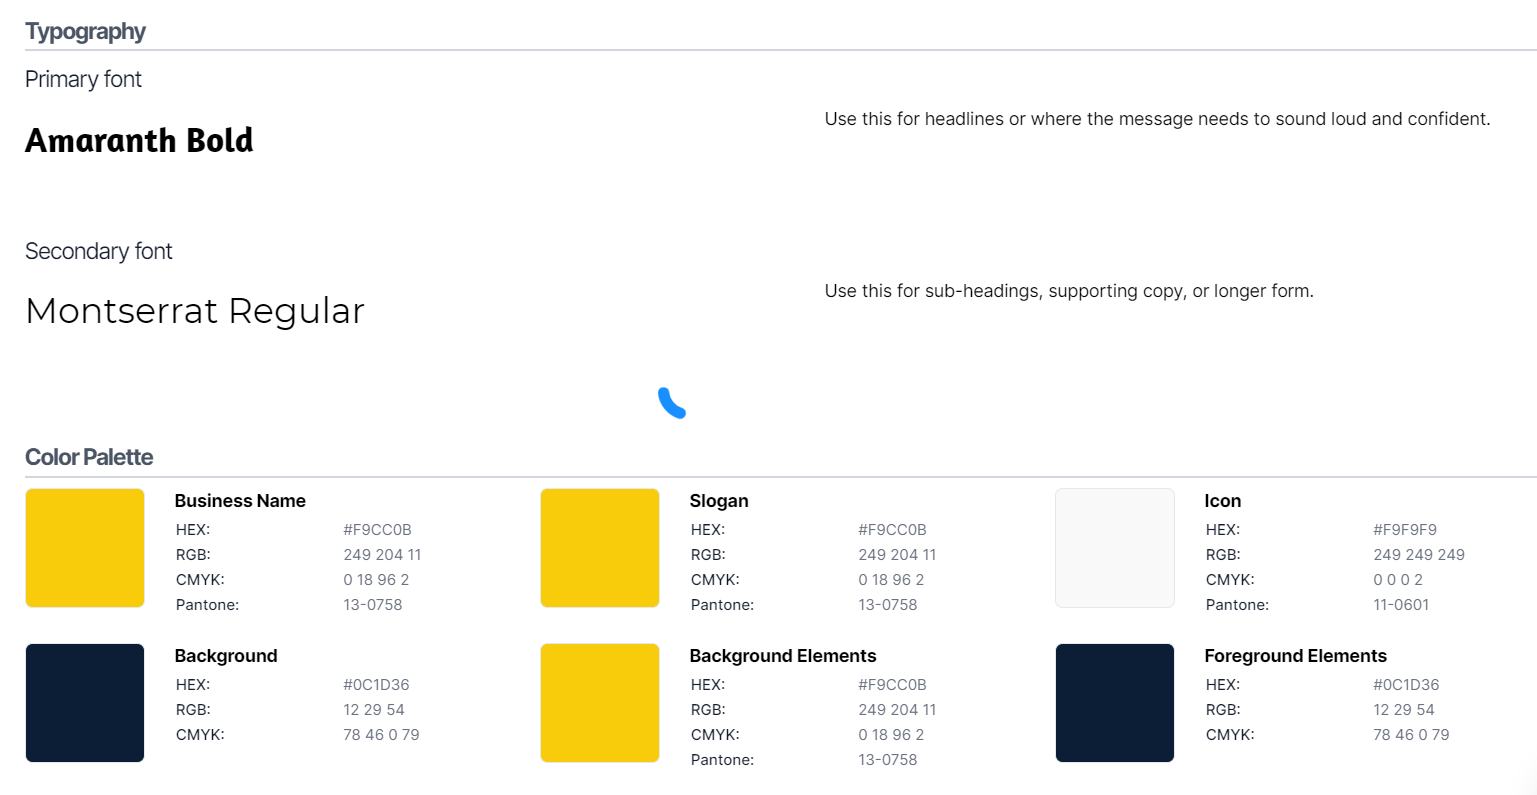 Typography
Primary font
Amaranth Bold
Use this for headlines or where the message needs to sound loud and confident.
Secondary font
Montserrat Regular
Use this for sub-headings, supporting copy, or longer form.
Color Palette
Business Name
HEX: #F9CC0B
RGB: 249 204 11
CMYK: 0 18 96 2
Pantone: 13-0758
Slogan
HEX: #F9CC0B
RGB: 249 204 11
CMYK: 0 18 96 2
Pantone: 13-0758
Icon
HEX: #F9F9F9
RGB: 249 249 249
CMYK: 0 0 0 2
Pantone: 11-0601
Background
HEX: #0C1D36
RGB: 12 29 54
CMYK: 78 46 0 79
Background Elements
HEX: #F9CC0B
RGB: 249 204 11
CMYK: 0 18 96 2
Pantone: 13-0758
Foreground Elements
HEX: #0C1D36
RGB: 12 29 54
CMYK: 78 46 0 79